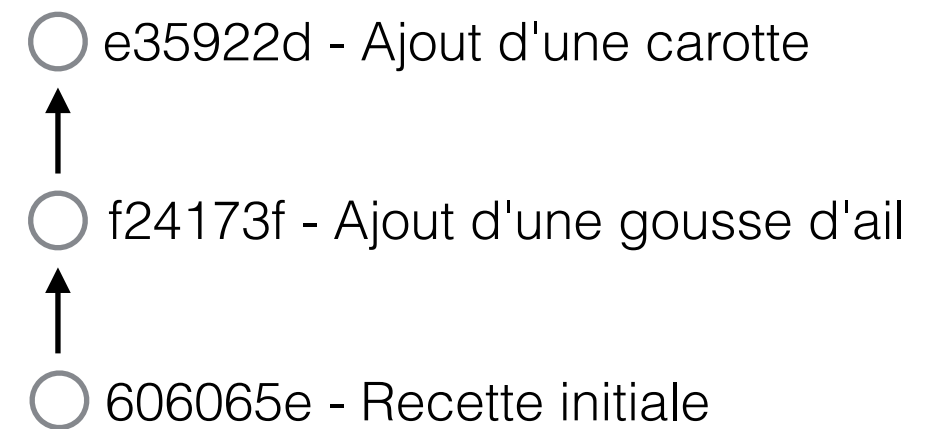 e35922d - Ajout d'une carotte
f24173f - Ajout d'une gousse d'ail
606065e - Recette initiale